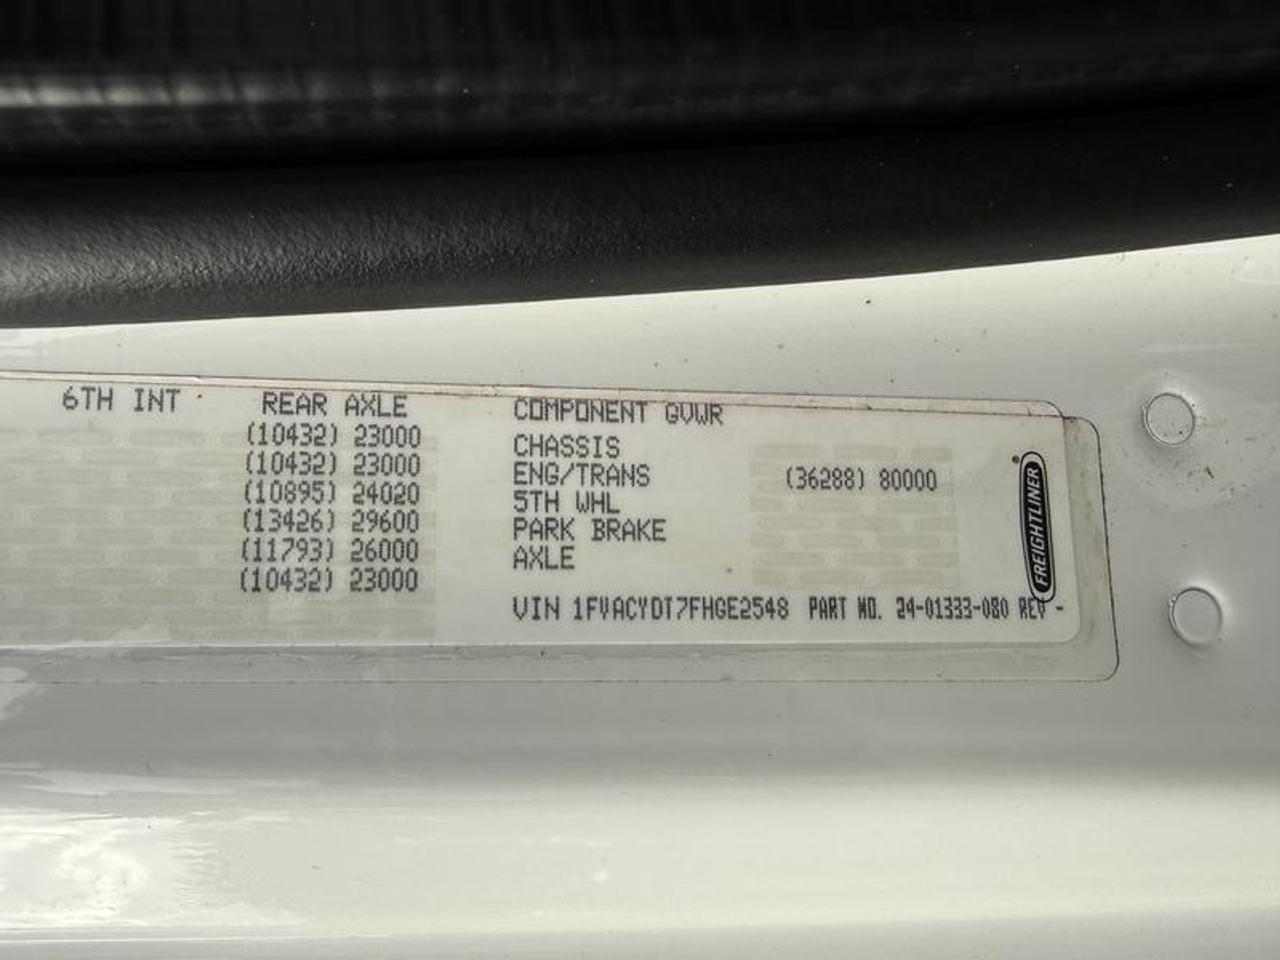 6TH INT REAR AXLE COMPONENT GVWR
(10432) 23000 CHASSIS
(10432) 23000 ENG/TRANS (36288) 80000
(10895) 24020 5TH WHL
(13426) 29600 PARK BRAKE
(11793) 26000 AXLE
(10432) 23000
VIN 1FVACYDT7FHGE2548 PART NO. 24-01333-080 REV -
FREIGHTLINER